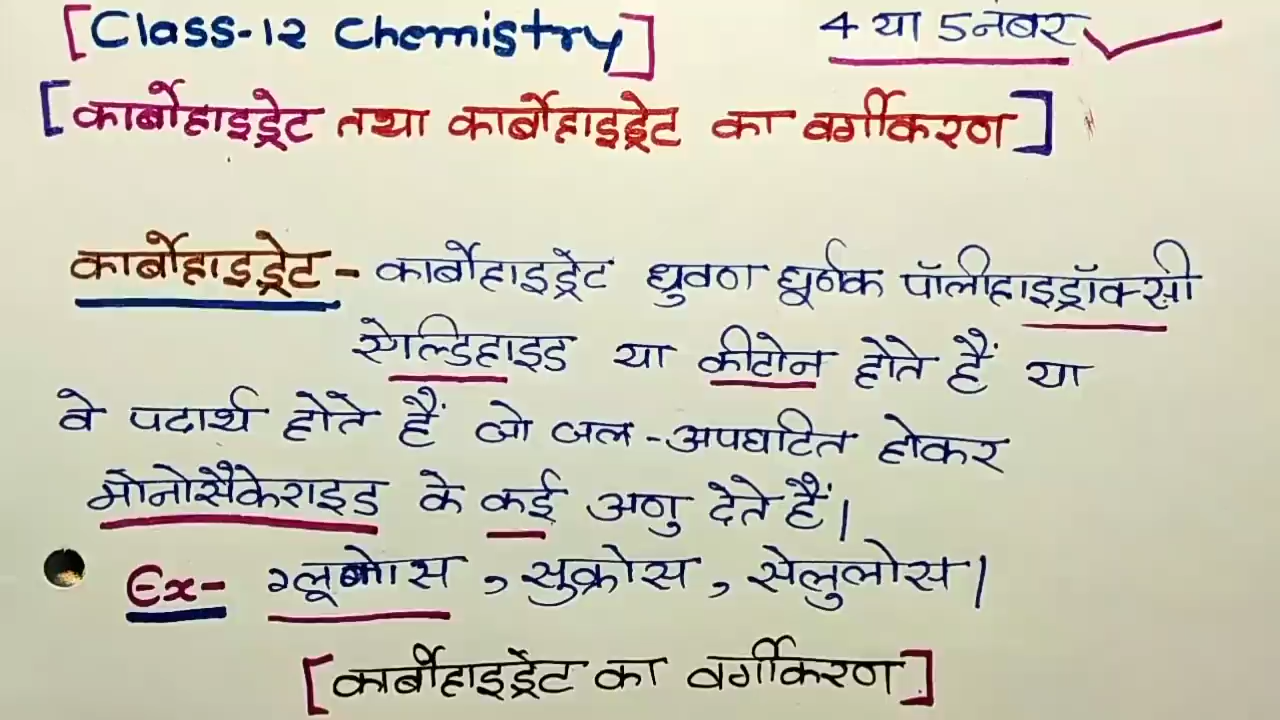 [Class-12 Chemistry]
4 या 5 नंबर
[कार्बोहाइड्रेट तथा कार्बोहाइड्रेट का वर्गीकरण]
कार्बोहाइड्रेट - कार्बोहाइड्रेट ध्रुवण घूर्णक पॉलीहाइड्रॉक्सी
ऐल्डिहाइड या कीटोन होते हैं या
वे पदार्थ होते हैं जो जल-अपघटित होकर
मोनोसैकेराइड के कई अणु देते हैं।
Ex- ग्लूकोस, सुक्रोस, सेलुलोस।
[कार्बोहाइड्रेट का वर्गीकरण]